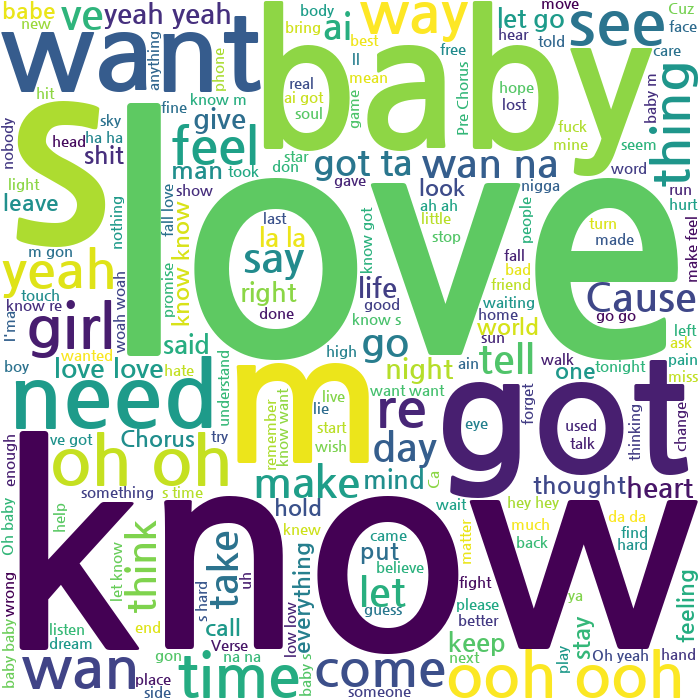 babe
ve
yeah yeah
ai
body
way
let go
move
see
Cuz
new
want
anything
phone
bring
best
ll
mean
free
hear
told
face
care
baby
real
ai got
soul
game
Pre Chorus
hope
lost
baby m
fuck
mine
seem
thing
hit
fine
know m
nobody
s
sky
ha ha
head
shit
feel
give
man
took
don
star
got ta
gave
wan na
look
nigga
word
run
hurt
light
leave
fall love
show
love
ah ah
little
stop
people
turn
made
make feel
nothing
m gon
know know
last
la la
say
know got
fall
bad
friend
yeah
touch
I'ma
know re
woah woah
promise
right
done
life
good
know s
waiting
home
world
Cause
go go
girl
wanted
boy
said
hate
understand
high
go
night
ain
tell
sun
walk
one
tonight
left
ask
pain
miss
need
love love
m
live
lie
start
wish
re
want want
got
forget
eye
used
talk
thinking
change
ve got
Chorus
try
remember
know want
day
enough
oh oh
something
s time
make
mind
Ca
thought
heart
Oh baby
help
know
hold
knew
wait
hey hey
much
back
da da
find
hard
wrong
let know
think
s hard
take
uh
low low
everything
came
put
believe
let
guess
matter
fight
please
better
ya
feeling
baby baby
listen
dream
end
call
Verse
gon
na na
baby s
keep
next
play
stay
Oh yeah
hand
wan
place
side
time
come
someone
ooh ooh